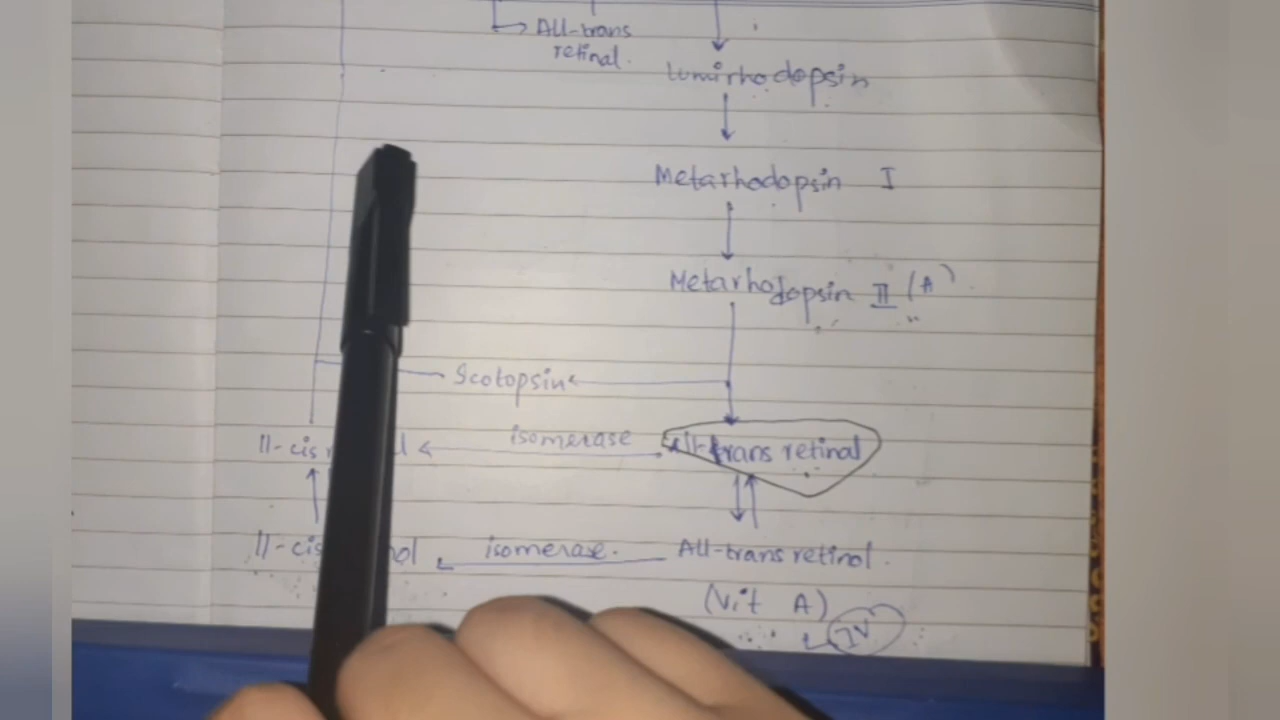 All-trans
retinal.
Lumirhodopsin
Metarhodopsin I
Metarhodopsin II (A)
Scotopsin
11-cis
isomerase
All-trans retinal
11-cis
isomerase.
All-trans retinol.
(Vit A)